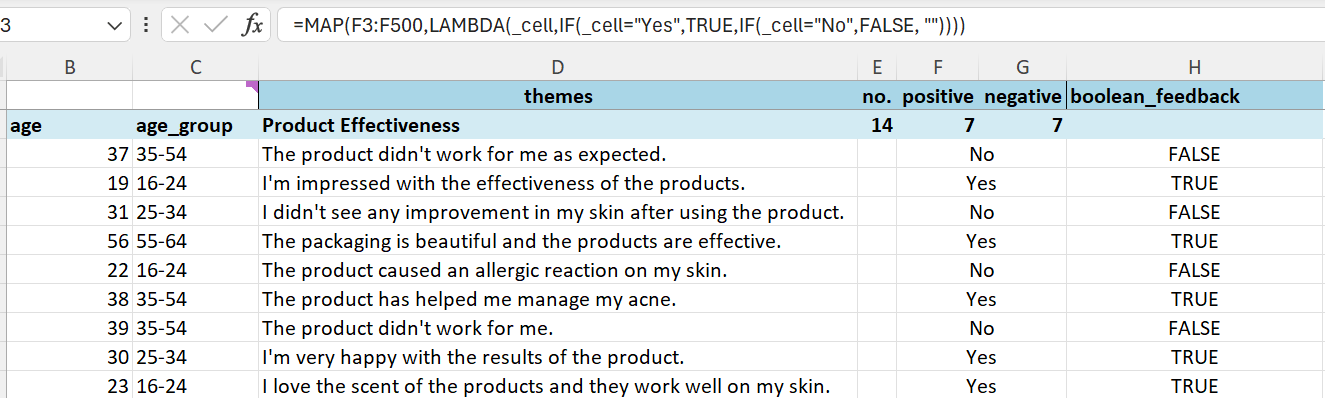 3 fx =MAP(F3:F500,LAMBDA(_cell,IF(_cell="Yes",TRUE,IF(_cell="No",FALSE, ""))))
B C D E F G H
themes no. positive negative boolean_feedback
age age_group Product Effectiveness 14 7 7
37 35-54 The product didn't work for me as expected. No FALSE
19 16-24 I'm impressed with the effectiveness of the products. Yes TRUE
31 25-34 I didn't see any improvement in my skin after using the product. No FALSE
56 55-64 The packaging is beautiful and the products are effective. Yes TRUE
22 16-24 The product caused an allergic reaction on my skin. No FALSE
38 35-54 The product has helped me manage my acne. Yes TRUE
39 35-54 The product didn't work for me. No FALSE
30 25-34 I'm very happy with the results of the product. Yes TRUE
23 16-24 I love the scent of the products and they work well on my skin. Yes TRUE